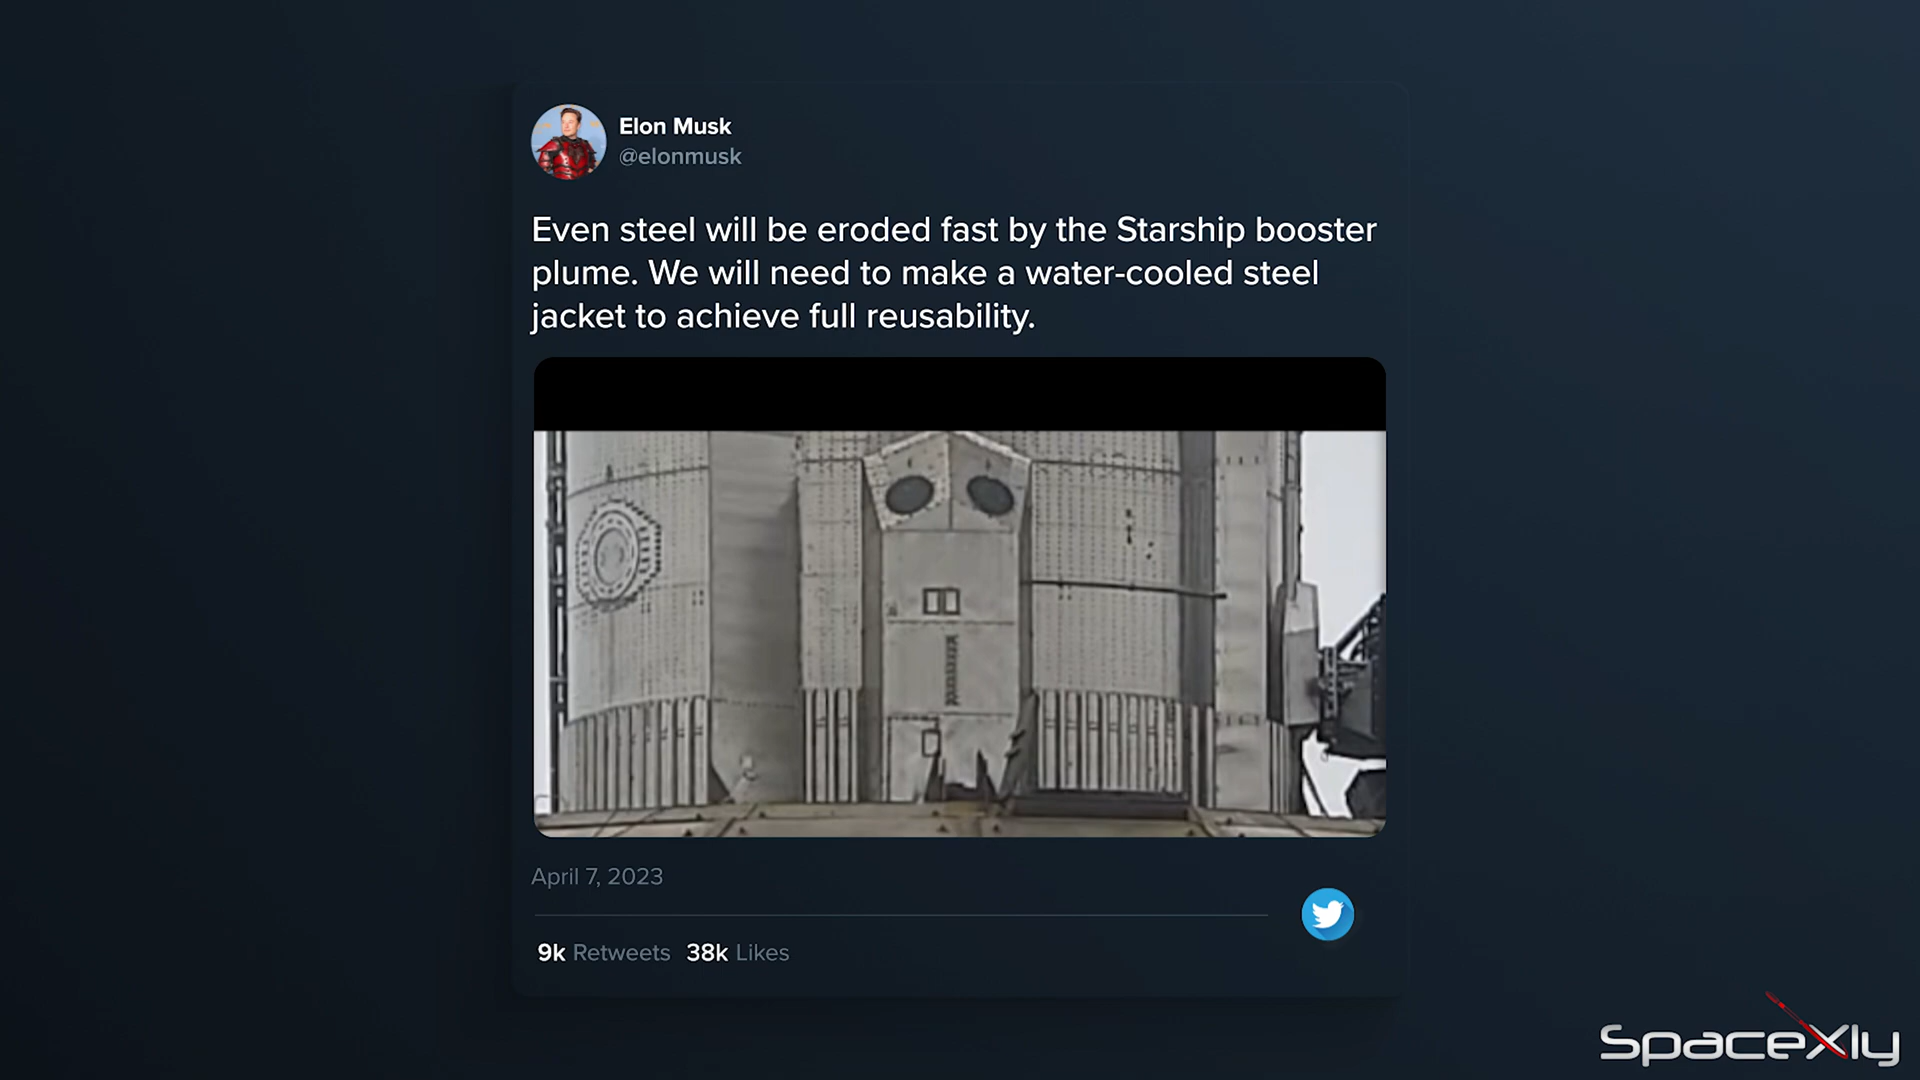 Elon Musk
@elonmusk
Even steel will be eroded fast by the Starship booster
plume. We will need to make a water-cooled steel
jacket to achieve full reusability.
April 7, 2023
9k Retweets 38k Likes
SpaceXly